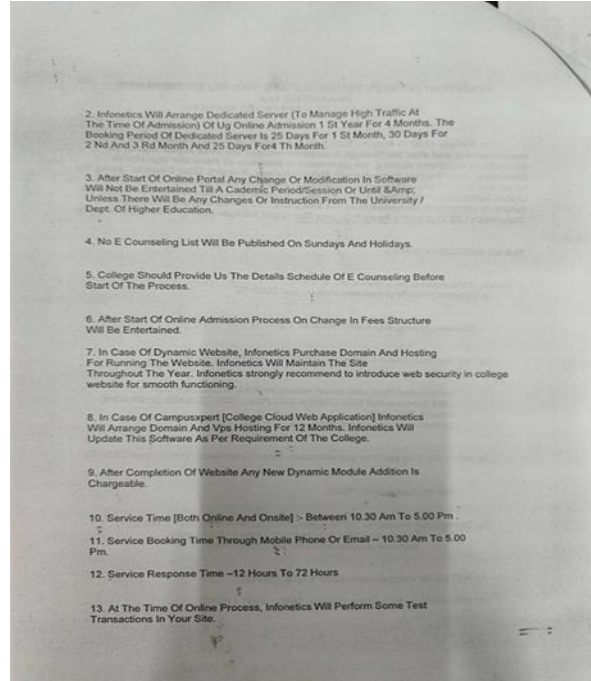 2. Infonetics Will Arrange Dedicated Server (To Manage High Traffic At
The Time Of Admission) Of Ug Online Admission 1 St Year For 4 Months. The
Booking Period Of Dedicated Server Is 25 Days For 1 St Month, 30 Days For
2 Nd And 3 Rd Month And 25 Days For4 Th Month.
3. After Start Of Online Portal Any Change Or Modification In Software
Will Not Be Entertained Till A Cademic Period/Session Or Until &Amp;
Unless There Will Be Any Changes Or Instruction From The University /
Dept. Of Higher Education.
4. No E Counseling List Will Be Published On Sundays And Holidays.
5. College Should Provide Us The Details Schedule Of E Counseling Before
Start Of The Process.
6. After Start Of Online Admission Process On Change In Fees Structure
Will Be Entertained.
7. In Case Of Dynamic Website, Infonetics Purchase Domain And Hosting
For Running The Website. Infonetics Will Maintain The Site
Throughout The Year. Infonetics strongly recommend to introduce web security in college
website for smooth functioning.
8. In Case Of Campusxpert [College Cloud Web Application] Infonetics
Will Arrange Domain And Vps Hosting For 12 Months. Infonetics Will
Update This Software As Per Requirement Of The College.
9. After Completion Of Website Any New Dynamic Module Addition Is
Chargeable.
10. Service Time [Both Online And Onsite] :- Between 10.30 Am To 5.00 Pm .
11. Service Booking Time Through Mobile Phone Or Email – 10.30 Am To 5.00
Pm.
12. Service Response Time –12 Hours To 72 Hours
13. At The Time Of Online Process, Infonetics Will Perform Some Test
Transactions In Your Site.